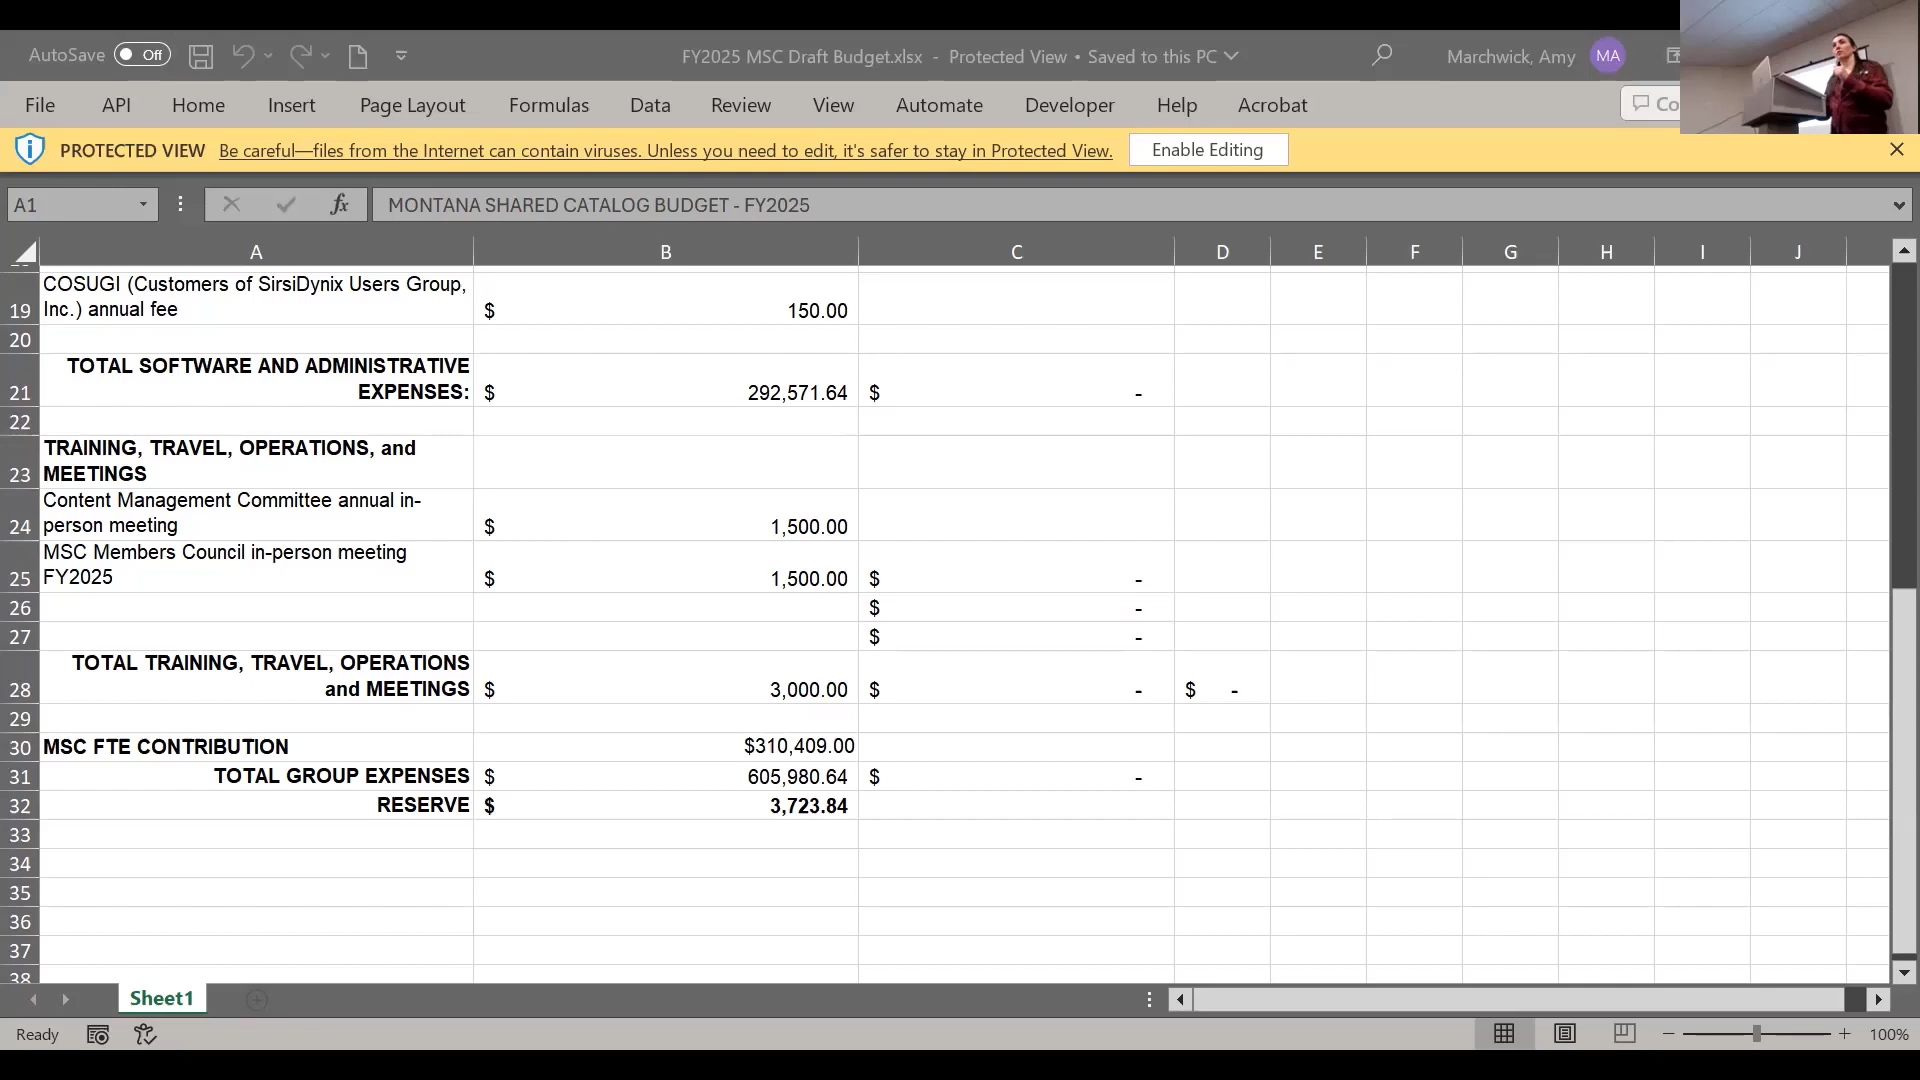 AutoSave Off FY2025 MSC Draft Budget.xlsx - Protected View • Saved to this PC Marchwick, Amy MA
File API Home Insert Page Layout Formulas Data Review View Automate Developer Help Acrobat Co
PROTECTED VIEW Be careful—files from the Internet can contain viruses. Unless you need to edit, it's safer to stay in Protected View. Enable Editing
A1 fx MONTANA SHARED CATALOG BUDGET - FY2025
A B C D E F G H I J
COSUGI (Customers of SirsiDynix Users Group,
19 Inc.) annual fee $ 150.00
20
TOTAL SOFTWARE AND ADMINISTRATIVE
21 EXPENSES: $ 292,571.64 $ -
22
TRAINING, TRAVEL, OPERATIONS, and
23 MEETINGS
Content Management Committee annual in-
24 person meeting $ 1,500.00
MSC Members Council in-person meeting
25 FY2025 $ 1,500.00 $ -
26 $ -
27 $ -
TOTAL TRAINING, TRAVEL, OPERATIONS
28 and MEETINGS $ 3,000.00 $ - $ -
29
30 MSC FTE CONTRIBUTION $310,409.00
31 TOTAL GROUP EXPENSES $ 605,980.64 $ -
32 RESERVE $ 3,723.84
33
34
35
36
37
38
Sheet1
Ready 100%